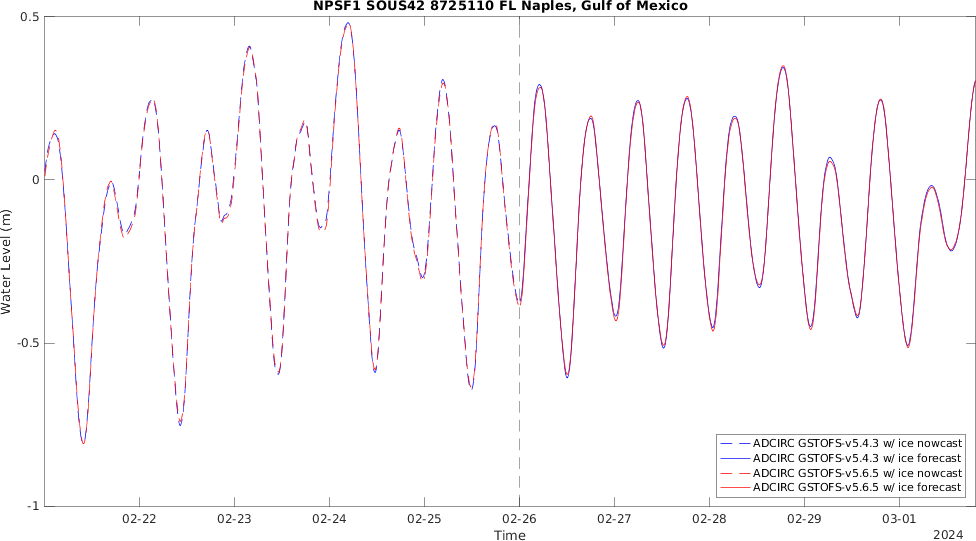 NPSF1 SOUS42 8725110 FL Naples, Gulf of Mexico
0.5
0
-0.5
-1
Water Level (m)
02-22
02-23
02-24
02-25
02-26
02-27
02-28
02-29
03-01
Time
2024
ADCIRC GSTOFS-v5.4.3 w/ ice nowcast
ADCIRC GSTOFS-v5.4.3 w/ ice forecast
ADCIRC GSTOFS-v5.6.5 w/ ice nowcast
ADCIRC GSTOFS-v5.6.5 w/ ice forecast